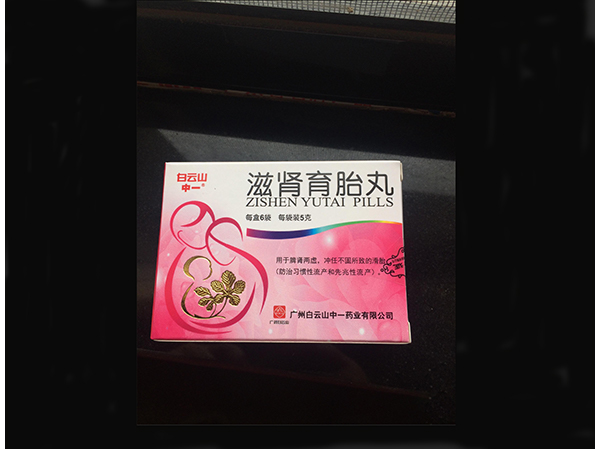 白云山
中一®
滋肾育胎丸
ZISHEN YUTAI PILLS
每盒6袋 每袋装5克
用于脾肾两虚,冲任不固所致的滑胎
(防治习惯性流产和先兆性流产)。
广州白云山中一药业有限公司